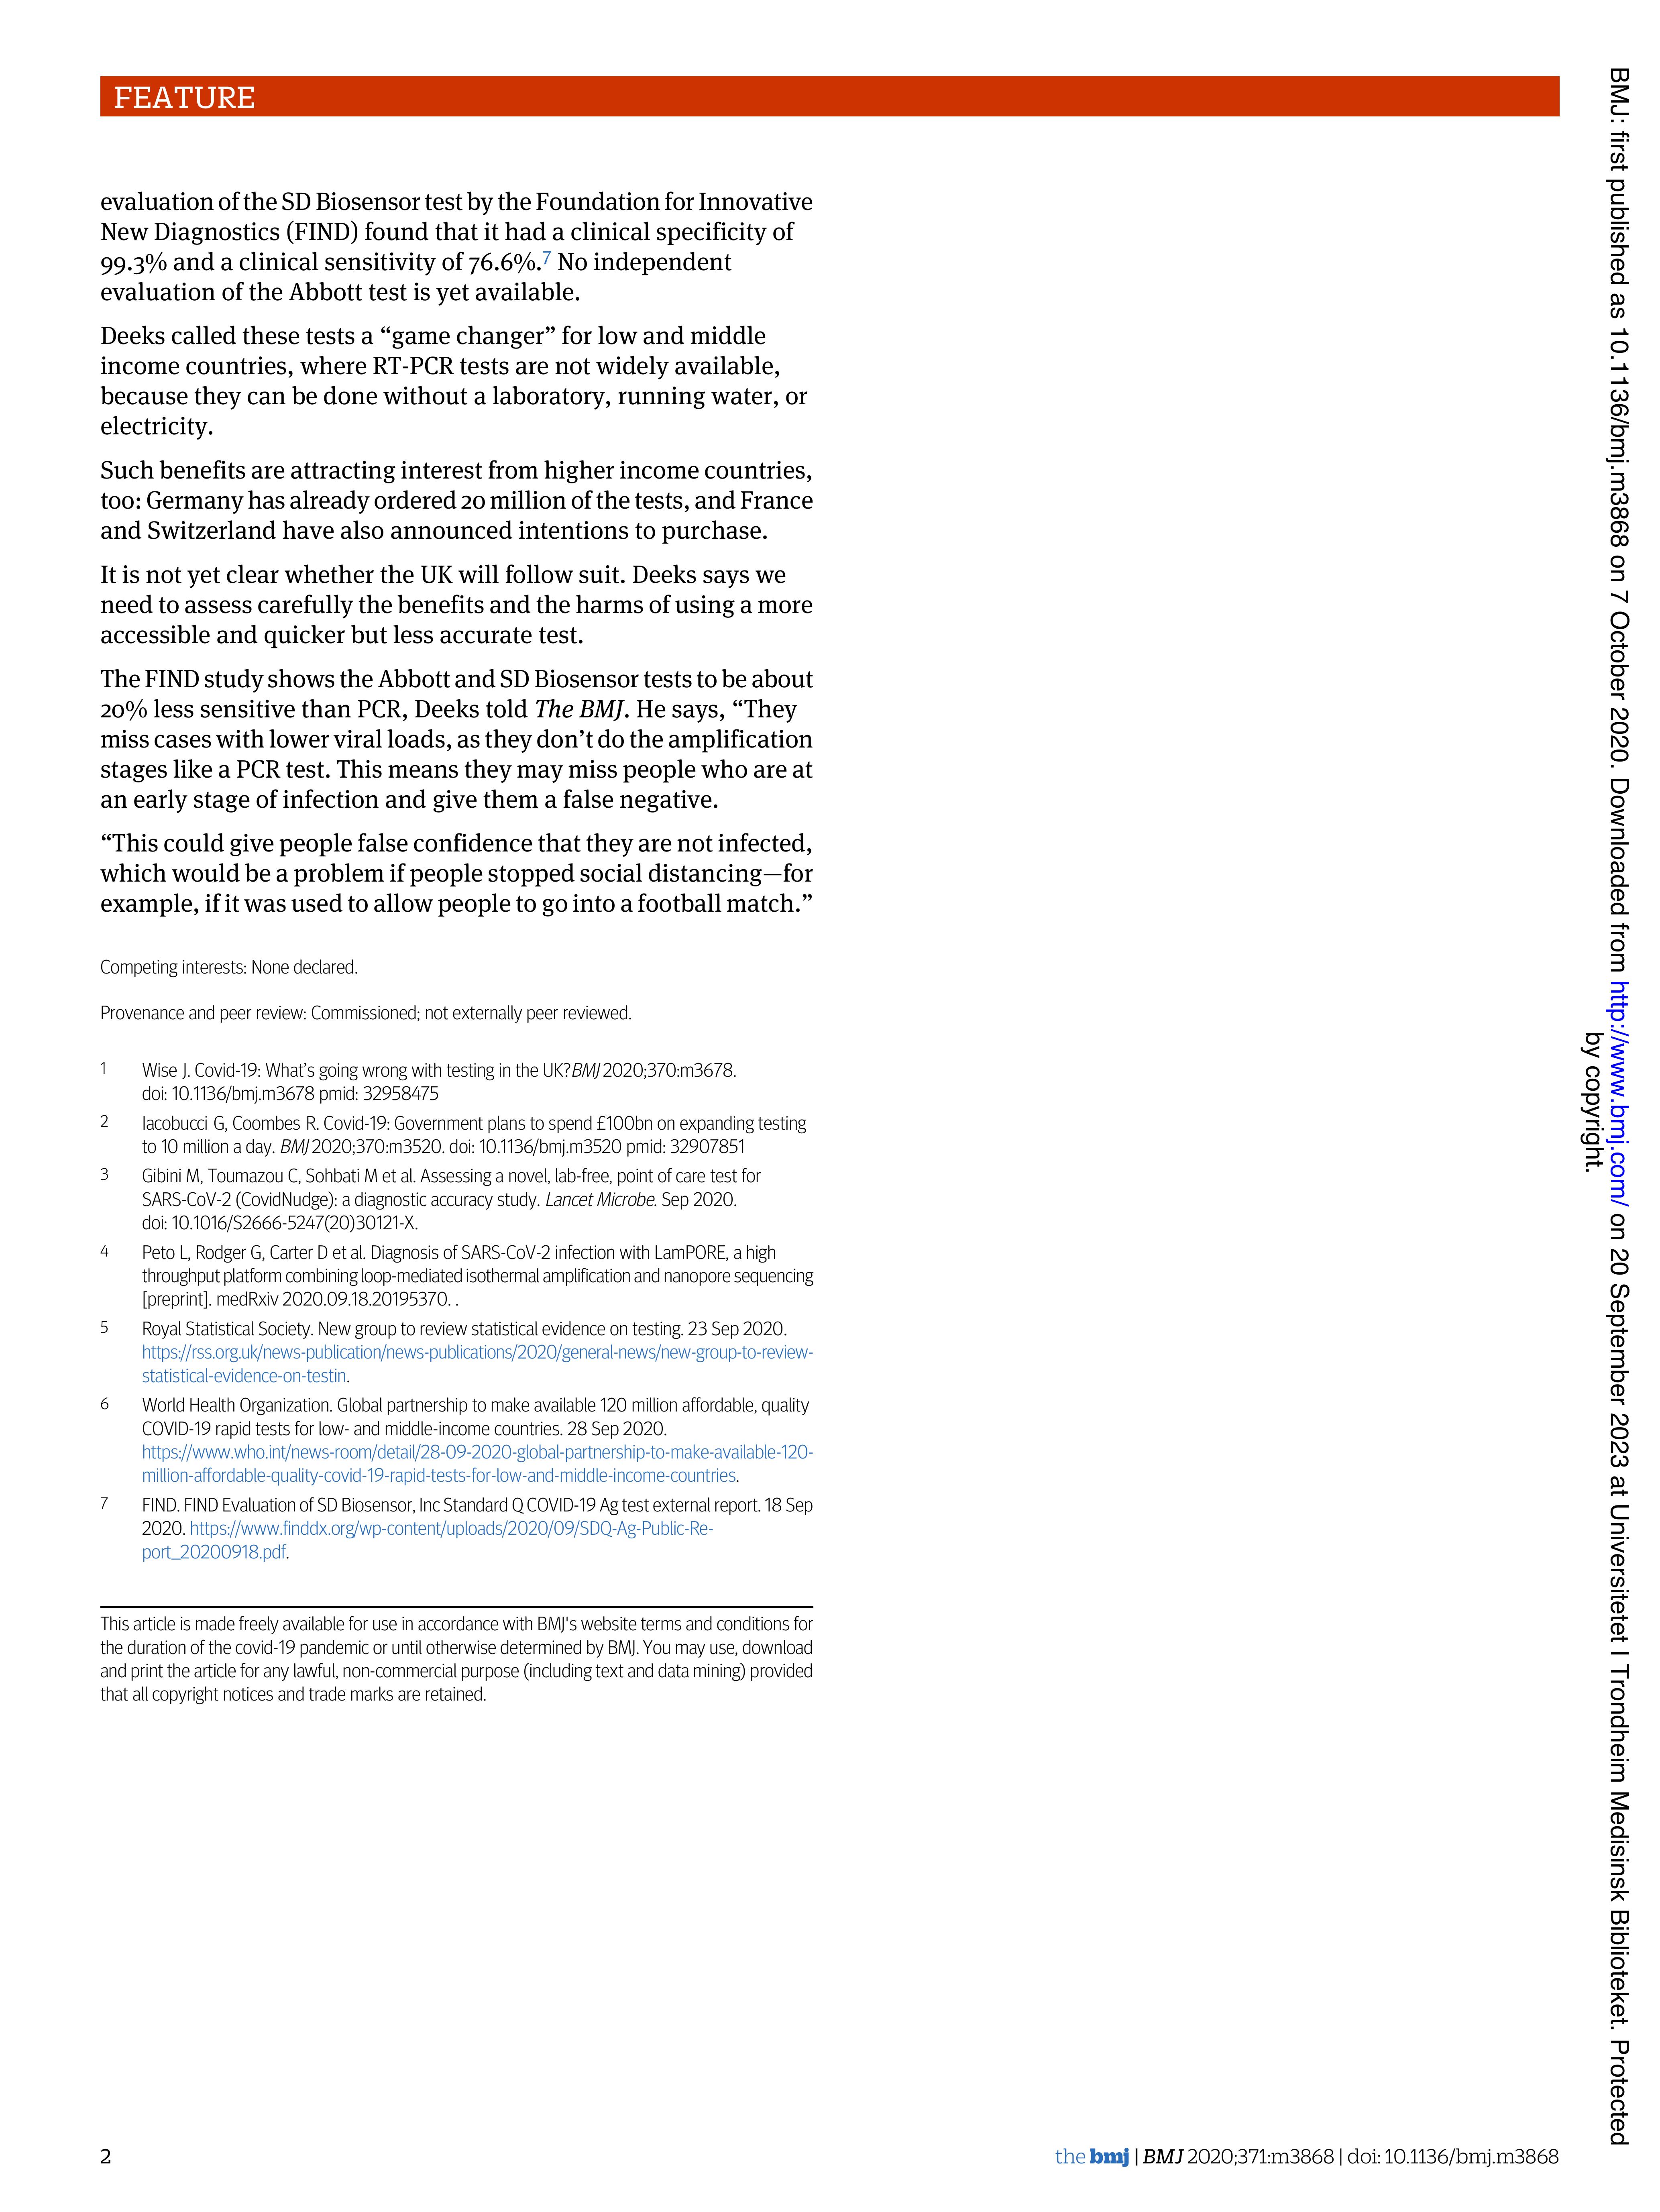 FEATURE
evaluation of the SD Biosensor test by the Foundation for Innovative
New Diagnostics (FIND) found that it had a clinical specificity of
99.3% and a clinical sensitivity of 76.6%.7 No independent
evaluation of the Abbott test is yet available.
Deeks called these tests a “game changer” for low and middle
income countries, where RT-PCR tests are not widely available,
because they can be done without a laboratory, running water, or
electricity.
Such benefits are attracting interest from higher income countries,
too: Germany has already ordered 20 million of the tests, and France
and Switzerland have also announced intentions to purchase.
It is not yet clear whether the UK will follow suit. Deeks says we
need to assess carefully the benefits and the harms of using a more
accessible and quicker but less accurate test.
The FIND study shows the Abbott and SD Biosensor tests to be about
20% less sensitive than PCR, Deeks told The BMJ. He says, “They
miss cases with lower viral loads, as they don’t do the amplification
stages like a PCR test. This means they may miss people who are at
an early stage of infection and give them a false negative.
“This could give people false confidence that they are not infected,
which would be a problem if people stopped social distancing—for
example, if it was used to allow people to go into a football match.”
Competing interests: None declared.
Provenance and peer review: Commissioned; not externally peer reviewed.
1 Wise J. Covid-19: What’s going wrong with testing in the UK?BMJ 2020;370:m3678.
doi: 10.1136/bmj.m3678 pmid: 32958475
2 Iacobucci G, Coombes R. Covid-19: Government plans to spend £100bn on expanding testing
to 10 million a day. BMJ 2020;370:m3520. doi: 10.1136/bmj.m3520 pmid: 32907851
3 Gibini M, Toumazou C, Sohbati M et al. Assessing a novel, lab-free, point of care test for
SARS-CoV-2 (CovidNudge): a diagnostic accuracy study. Lancet Microbe. Sep 2020.
doi: 10.1016/S2666-5247(20)30121-X.
4 Peto L, Rodger G, Carter D et al. Diagnosis of SARS-CoV-2 infection with LamPORE, a high
throughput platform combining loop-mediated isothermal amplification and nanopore sequencing
[preprint]. medRxiv 2020.09.18.20195370. .
5 Royal Statistical Society. New group to review statistical evidence on testing. 23 Sep 2020.
https://rss.org.uk/news-publication/news-publications/2020/general-news/new-group-to-review-
statistical-evidence-on-testin.
6 World Health Organization. Global partnership to make available 120 million affordable, quality
COVID-19 rapid tests for low- and middle-income countries. 28 Sep 2020.
https://www.who.int/news-room/detail/28-09-2020-global-partnership-to-make-available-120-
million-affordable-quality-covid-19-rapid-tests-for-low-and-middle-income-countries.
7 FIND. FIND Evaluation of SD Biosensor, Inc Standard Q COVID-19 Ag test external report. 18 Sep
2020. https://www.finddx.org/wp-content/uploads/2020/09/SDQ-Ag-Public-Re-
port_20200918.pdf.
This article is made freely available for use in accordance with BMJ's website terms and conditions for
the duration of the covid-19 pandemic or until otherwise determined by BMJ. You may use, download
and print the article for any lawful, non-commercial purpose (including text and data mining) provided
that all copyright notices and trade marks are retained.
2
the bmj | BMJ 2020;371:m3868 | doi: 10.1136/bmj.m3868
BMJ: first published as 10.1136/bmj.m3868 on 7 October 2020. Downloaded from http://www.bmj.com/ on 20 September 2023 at Universitetet I Trondheim Medisinsk Biblioteket. Protected
by copyright.